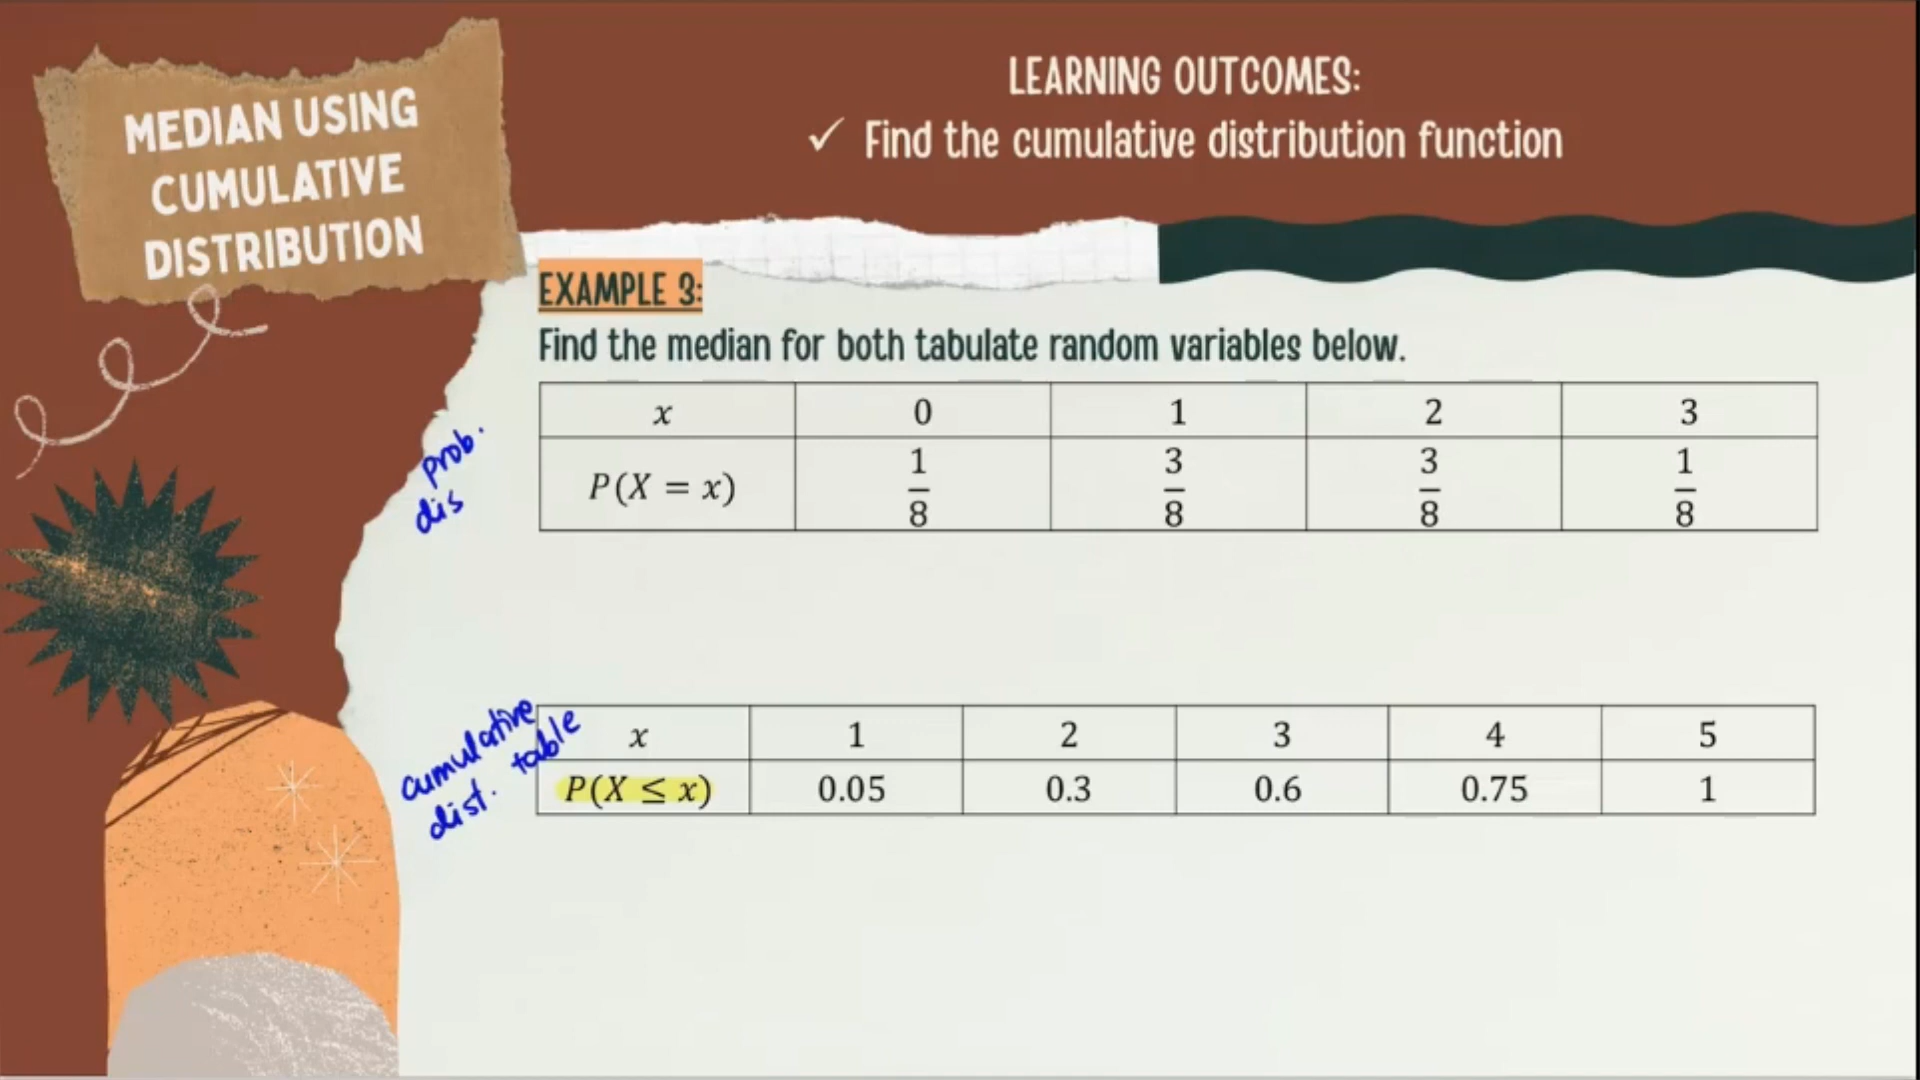 MEDIAN USING
CUMULATIVE
DISTRIBUTION
LEARNING OUTCOMES:
✓ Find the cumulative distribution function
EXAMPLE 3:
Find the median for both tabulate random variables below.
prob.
dis
x 0 1 2 3
P(X = x) 1/8 3/8 3/8 1/8
cumulative
dist. table
x 1 2 3 4 5
P(X ≤ x) 0.05 0.3 0.6 0.75 1